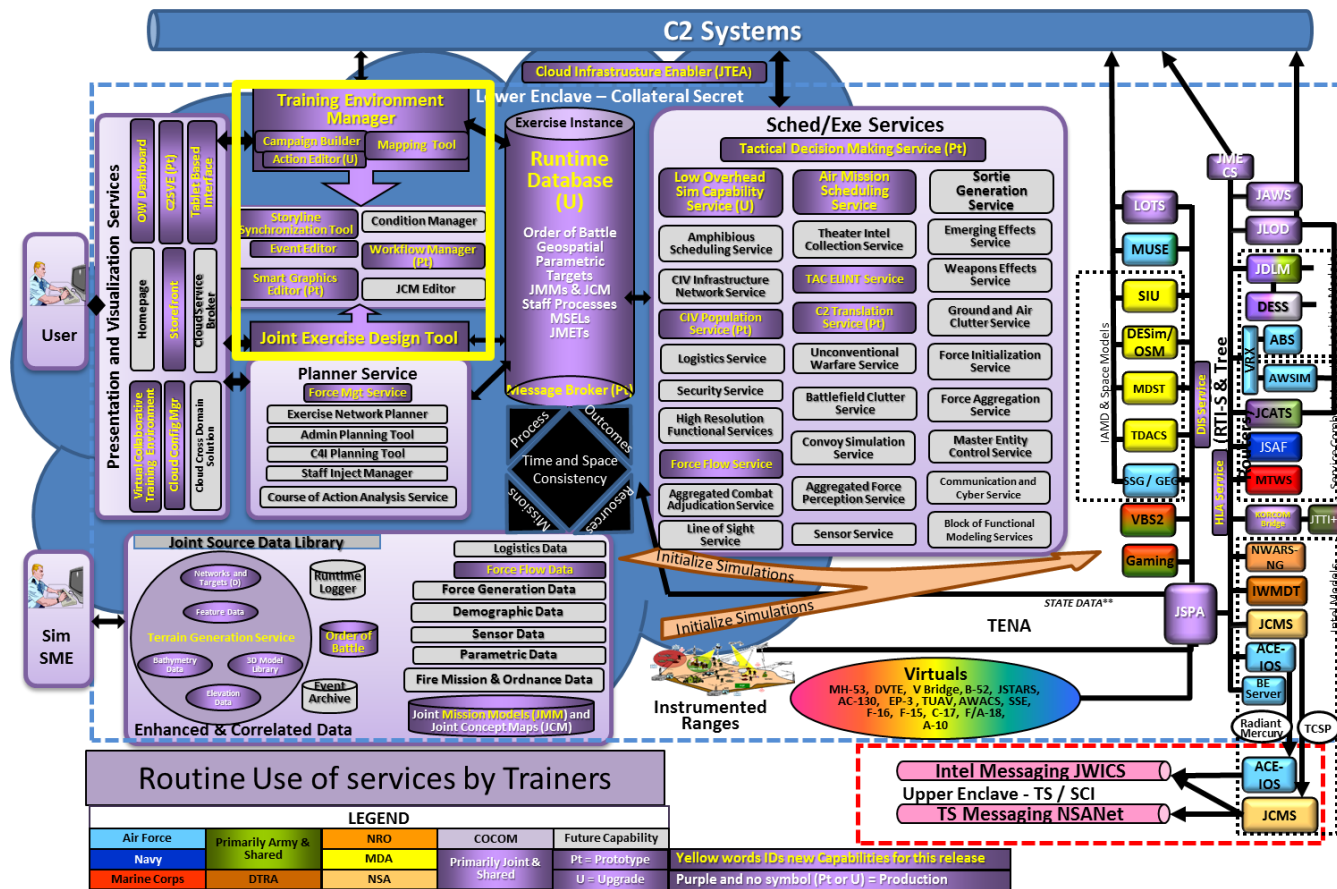 C2 Systems
Cloud Infrastructure Enabler (JTEA)
Lower Enclave – Collateral Secret
Training Environment
Manager
Campaign Builder
Action Editor (U)
Mapping Tool
Storyline
Synchronization Tool
Event Editor
Smart Graphics
Editor (Pt)
Condition Manager
Workflow Manager
(Pt)
JCM Editor
Joint Exercise Design Tool
Presentation and Visualization Services
OW Dashboard
C2SVE (Pt)
Tablet Based
Interface
Homepage
Storefront
Cloud Service
Broker
Virtual Collaborative
Training Environment
Cloud Config Mgr
Cloud Cross Domain
Solution
User
Sim
SME
Planner Service
Force Mgt Service
Exercise Network Planner
Admin Planning Tool
C4I Planning Tool
Staff Inject Manager
Course of Action Analysis Service
Exercise Instance
Runtime
Database
(U)
Order of Battle
Geospatial
Parametric
Targets
JMMs & JCM
Staff Processes
MSELs
JMETs
Message Broker (Pt)
Process
Outcomes
Time and Space
Consistency
Missions
Resources
Sched/Exe Services
Tactical Decision Making Service (Pt)
Low Overhead
Sim Capability
Service (U)
Amphibious
Scheduling Service
CIV Infrastructure
Network Service
CIV Population
Service (Pt)
Logistics Service
Security Service
High Resolution
Functional Services
Force Flow Service
Aggregated Combat
Adjudication Service
Line of Sight
Service
Air Mission
Scheduling
Service
Theater Intel
Collection Service
TAC ELINT Service
C2 Translation
Service (Pt)
Unconventional
Warfare Service
Battlefield Clutter
Service
Convoy Simulation
Service
Aggregated Force
Perception Service
Sensor Service
Sortie
Generation
Service
Emerging Effects
Service
Weapons Effects
Service
Ground and Air
Clutter Service
Force Initialization
Service
Force Aggregation
Service
Master Entity
Control Service
Communication and
Cyber Service
Block of Functional
Modeling Services
LOTS
MUSE
IAMD & Space Models
SIU
DESim/
OSM
MDST
TDACS
SSG / GEG
VBS2
Gaming
DIS Service
HLA Service
(RTI-S & Tree
JME
CS
JAWS
JLOD
JDLM
DESS
VRX
ABS
AWSIM
JCATS
JSAF
MTWS
KORCOM
Bridge
JTTI+
NWARS-
NG
IWMDT
JCMS
ACE-
IOS
BE
Server
Intel Models
JSPA
Radiant
Mercury
TCSP
Joint Source Data Library
Networks and
Targets (D)
Feature Data
Terrain Generation Service
Bathymetry
Data
3D Model
Library
Elevation
Data
Runtime
Logger
Order of
Battle
Event
Archive
Enhanced & Correlated Data
Logistics Data
Force Flow Data
Force Generation Data
Demographic Data
Sensor Data
Parametric Data
Fire Mission & Ordnance Data
Joint Mission Models (JMM) and
Joint Concept Maps (JCM)
Initialize Simulations
Initialize Simulations
STATE DATA**
TENA
Instrumented
Ranges
Virtuals
MH-53, DVTE, V Bridge, B-52, JSTARS,
AC-130, EP-3 , TUAV, AWACS, SSE,
F-16, F-15, C-17, F/A-18,
A-10
Intel Messaging JWICS
Upper Enclave - TS / SCI
TS Messaging NSANet
ACE-
IOS
JCMS
Routine Use of services by Trainers
LEGEND
Air Force
Navy
Marine Corps
Primarily Army &
Shared
DTRA
NRO
MDA
NSA
COCOM
Primarily Joint &
Shared
Future Capability
Pt = Prototype
U = Upgrade
Yellow words IDs new Capabilities for this release
Purple and no symbol (Pt or U) = Production